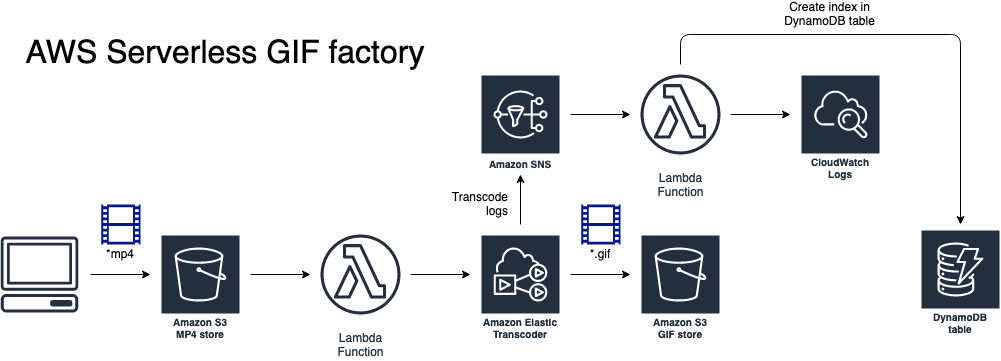 Create index in
DynamoDB table
AWS Serverless GIF factory
Amazon SNS
Lambda
Function
CloudWatch
Logs
Transcode
logs
*mp4
*.gif
Amazon S3
MP4 store
Lambda
Function
Amazon Elastic
Transcoder
Amazon S3
GIF store
DynamoDB
table